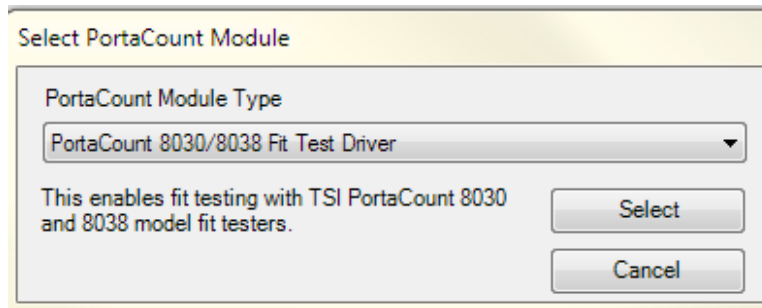 Select PortaCount Module
PortaCount Module Type
PortaCount 8030/8038 Fit Test Driver
This enables fit testing with TSI PortaCount 8030
and 8038 model fit testers.
Select
Cancel